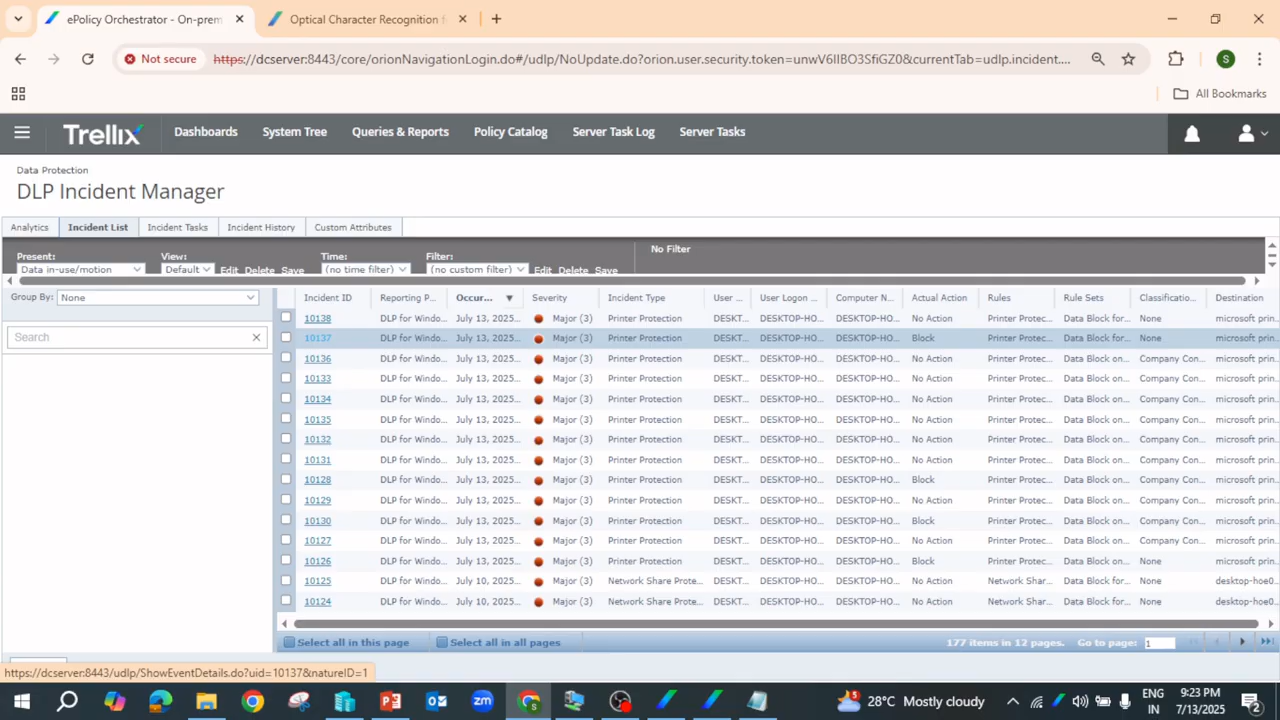 ePolicy Orchestrator - On-prem
Optical Character Recognition f
Not secure
https://dcserver:8443/core/orionNavigationLogin.do#/udlp/NoUpdate.do?orion.user.security.token=unwV6IIBO3SfiGZ0&currentTab=udlp.incident....
S
All Bookmarks
Trellix
Dashboards
System Tree
Queries & Reports
Policy Catalog
Server Task Log
Server Tasks
Data Protection
DLP Incident Manager
Analytics
Incident List
Incident Tasks
Incident History
Custom Attributes
Present: View: Time: Filter: No Filter
Data in-use/motion Default Edit Delete Save (no time filter) (no custom filter) Edit Delete Save
Group By: None
Search
Incident ID Reporting P... Occur... Severity Incident Type User ... User Logon ... Computer N... Actual Action Rules Rule Sets Classificatio... Destination
10138 DLP for Windo... July 13, 2025... Major (3) Printer Protection DESKT... DESKTOP-HO... DESKTOP-HO... No Action Printer Protec... Data Block for... None microsoft prin...
10137 DLP for Windo... July 13, 2025... Major (3) Printer Protection DESKT... DESKTOP-HO... DESKTOP-HO... Block Printer Protec... Data Block for... None microsoft prin...
10136 DLP for Windo... July 13, 2025... Major (3) Printer Protection DESKT... DESKTOP-HO... DESKTOP-HO... No Action Printer Protec... Data Block on... Company Con... microsoft prin...
10133 DLP for Windo... July 13, 2025... Major (3) Printer Protection DESKT... DESKTOP-HO... DESKTOP-HO... No Action Printer Protec... Data Block on... Company Con... microsoft prin...
10134 DLP for Windo... July 13, 2025... Major (3) Printer Protection DESKT... DESKTOP-HO... DESKTOP-HO... No Action Printer Protec... Data Block on... Company Con... microsoft prin...
10135 DLP for Windo... July 13, 2025... Major (3) Printer Protection DESKT... DESKTOP-HO... DESKTOP-HO... No Action Printer Protec... Data Block on... Company Con... microsoft prin...
10132 DLP for Windo... July 13, 2025... Major (3) Printer Protection DESKT... DESKTOP-HO... DESKTOP-HO... No Action Printer Protec... Data Block on... Company Con... microsoft prin...
10131 DLP for Windo... July 13, 2025... Major (3) Printer Protection DESKT... DESKTOP-HO... DESKTOP-HO... No Action Printer Protec... Data Block on... Company Con... microsoft prin...
10128 DLP for Windo... July 13, 2025... Major (3) Printer Protection DESKT... DESKTOP-HO... DESKTOP-HO... Block Printer Protec... Data Block on... Company Con... microsoft prin...
10129 DLP for Windo... July 13, 2025... Major (3) Printer Protection DESKT... DESKTOP-HO... DESKTOP-HO... No Action Printer Protec... Data Block on... Company Con... microsoft prin...
10130 DLP for Windo... July 13, 2025... Major (3) Printer Protection DESKT... DESKTOP-HO... DESKTOP-HO... Block Printer Protec... Data Block on... Company Con... microsoft prin...
10127 DLP for Windo... July 13, 2025... Major (3) Printer Protection DESKT... DESKTOP-HO... DESKTOP-HO... No Action Printer Protec... Data Block on... Company Con... microsoft prin...
10126 DLP for Windo... July 13, 2025... Major (3) Printer Protection DESKT... DESKTOP-HO... DESKTOP-HO... Block Printer Protec... Data Block for... None microsoft prin...
10125 DLP for Windo... July 10, 2025... Major (3) Network Share Prote... DESKT... DESKTOP-HO... DESKTOP-HO... No Action Network Shar... Data Block for... None desktop-hoe0...
10124 DLP for Windo... July 10, 2025... Major (3) Network Share Prote... DESKT... DESKTOP-HO... DESKTOP-HO... No Action Network Shar... Data Block for... None desktop-hoe0...
Select all in this page Select all in all pages 177 items in 12 pages. Go to page: 1
https://dcserver:8443/udlp/ShowEventDetails.do?uid=10137&natureID=1
zm
5
28°C Mostly cloudy
ENG
IN
9:23 PM
7/13/2025
2